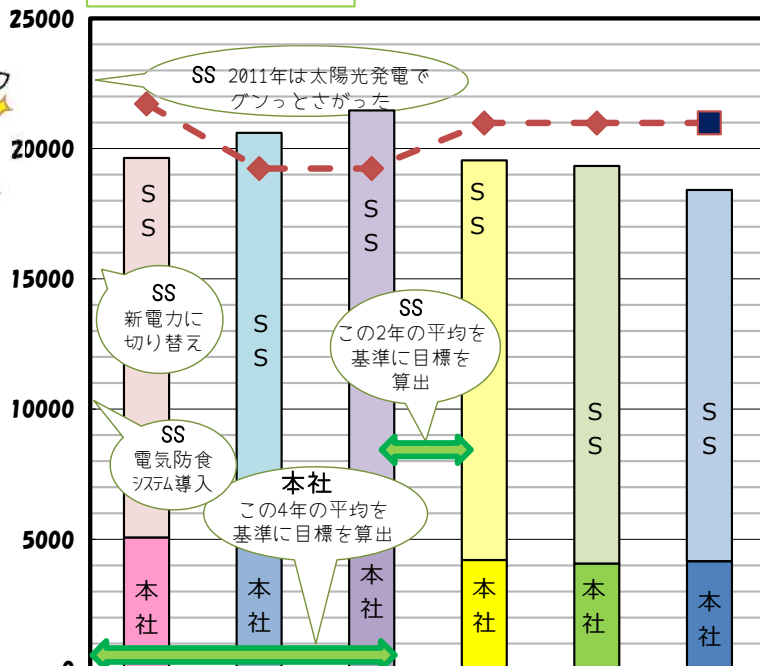 25000
20000
15000
10000
5000
0
SS 2011年は太陽光発電で
グンっとさがった
SS
新電力に
切り替え
SS
電気防食
システム導入
SS
この2年の平均を
基準に目標を
算出
本社
この4年の平均を
基準に目標を算出
SS
SS
SS
SS
SS
SS
本社
本社
本社
本社
本社
本社